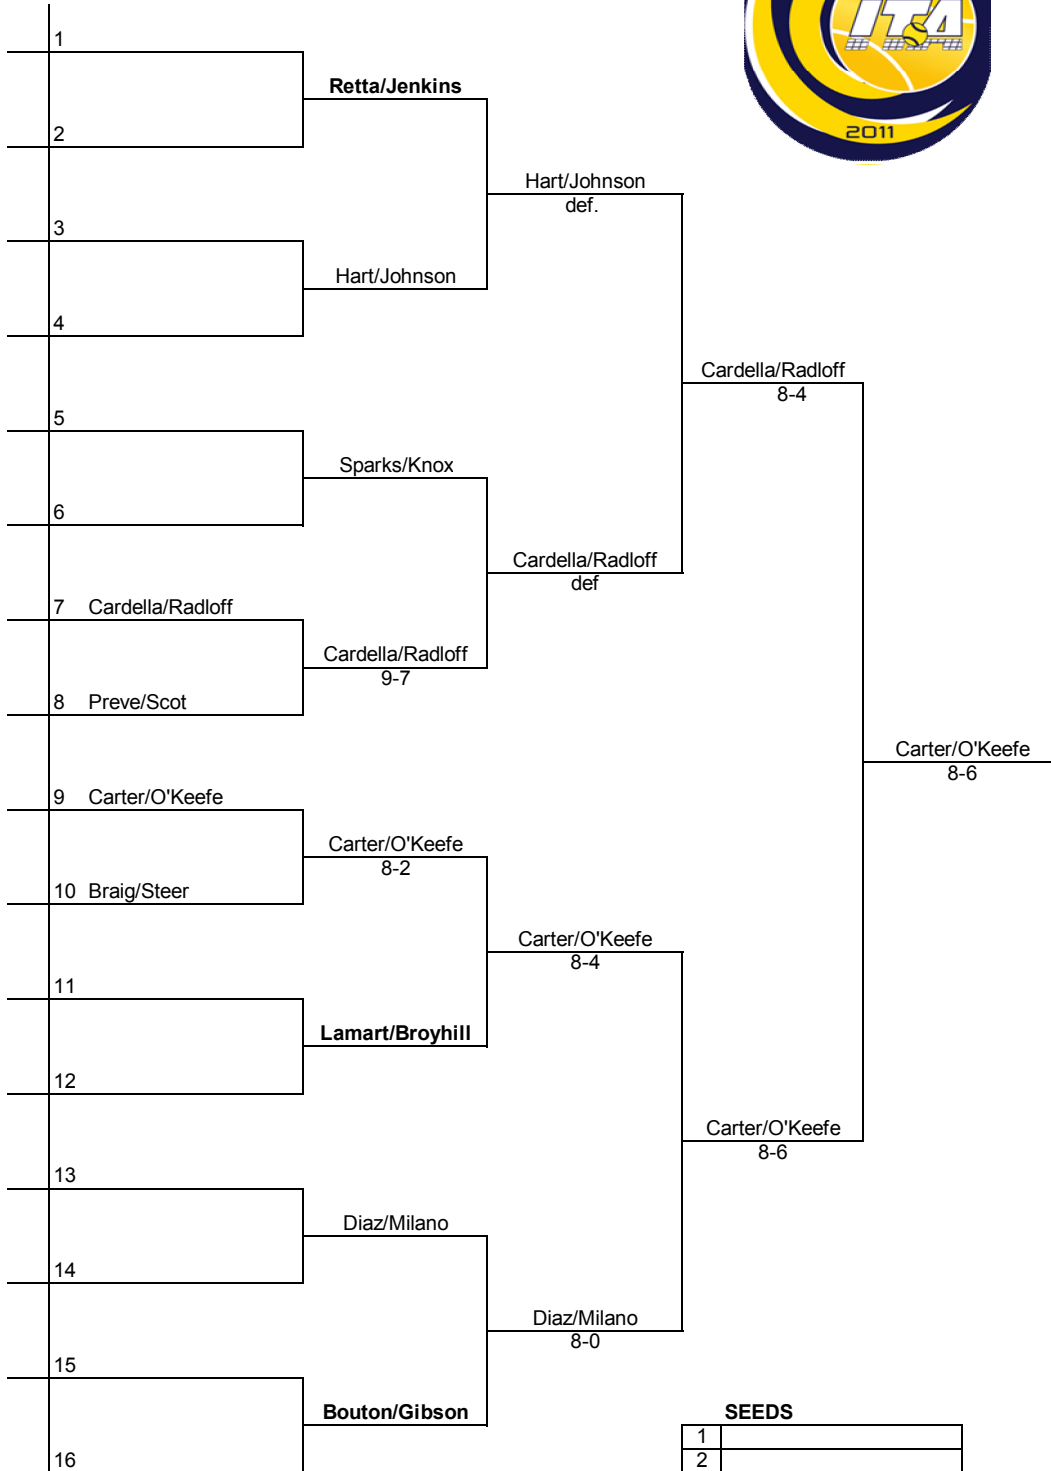 ITA
2011
1
Retta/Jenkins
2
Hart/Johnson
def.
3
Hart/Johnson
4
Cardella/Radloff
8-4
5
Sparks/Knox
6
Cardella/Radloff
def
7 Cardella/Radloff
Cardella/Radloff
9-7
8 Preve/Scot
Carter/O'Keefe
8-6
9 Carter/O'Keefe
Carter/O'Keefe
8-2
10 Braig/Steer
Carter/O'Keefe
8-4
11
Lamart/Broyhill
12
Carter/O'Keefe
8-6
13
Diaz/Milano
14
Diaz/Milano
8-0
15
Bouton/Gibson
SEEDS
1
16
2